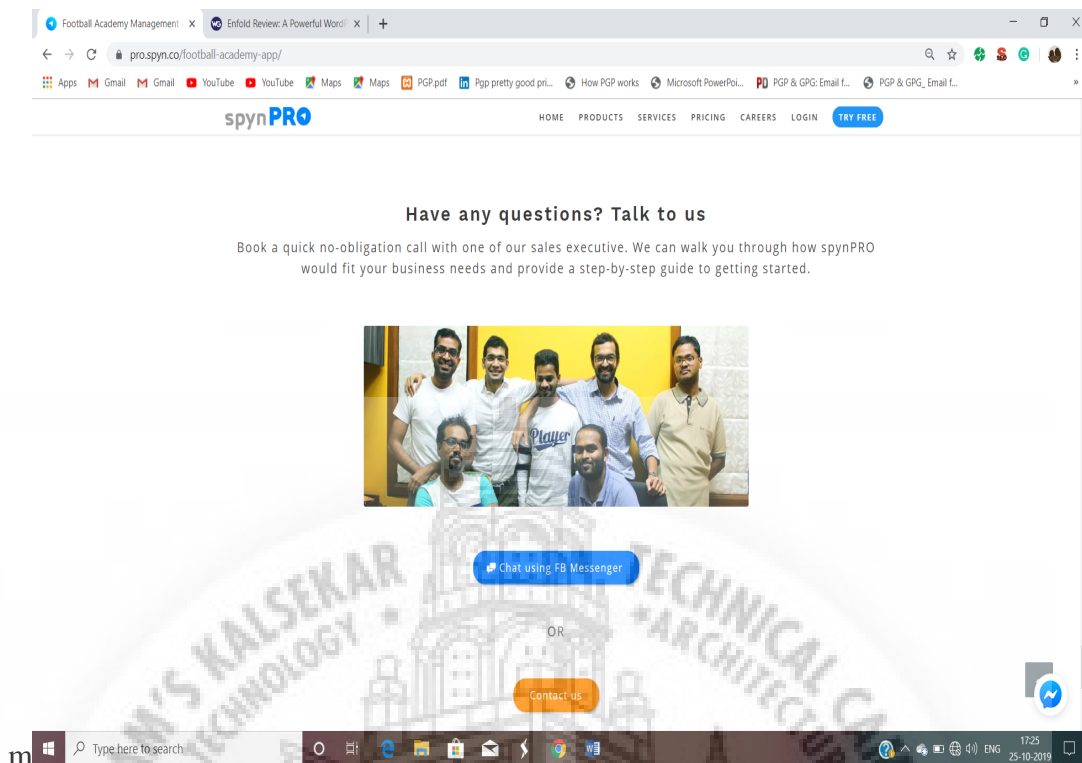 Football Academy Management
Enfold Review: A Powerful WordP
pro.spyn.co/football-academy-app/
Apps Gmail Gmail YouTube YouTube Maps Maps PGP.pdf Pgp pretty good pri... How PGP works Microsoft PowerPoi... PGP & GPG: Email f... PGP & GPG_ Email f... »
spynPRO
HOME PRODUCTS SERVICES PRICING CAREERS LOGIN TRY FREE
Have any questions? Talk to us
Book a quick no-obligation call with one of our sales executive. We can walk you through how spynPRO
would fit your business needs and provide a step-by-step guide to getting started.
Player
Chat using FB Messenger
OR
Contact us
KALSEKAR
TECHNICAL
m
Type here to search
ENG
17:25
25-10-2019